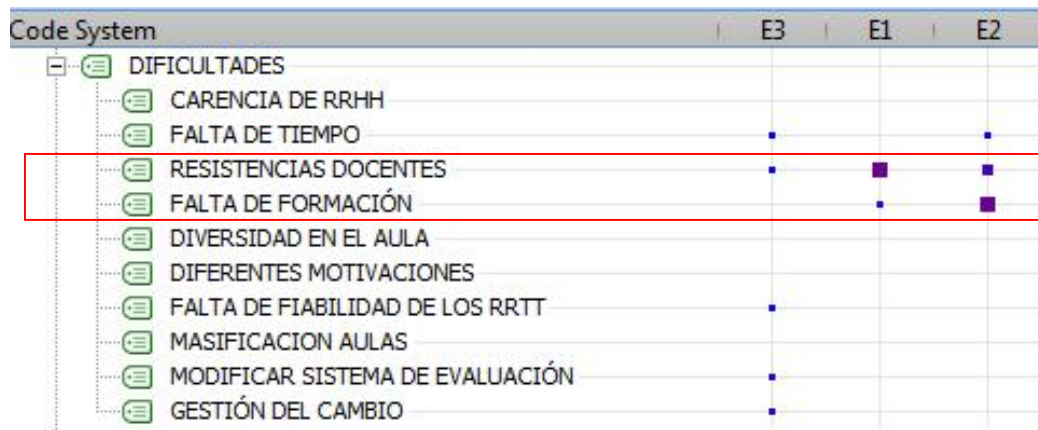 Code System E3 E1 E2
DIFICULTADES
CARENCIA DE RRHH
FALTA DE TIEMPO
RESISTENCIAS DOCENTES
FALTA DE FORMACIÓN
DIVERSIDAD EN EL AULA
DIFERENTES MOTIVACIONES
FALTA DE FIABILIDAD DE LOS RRTT
MASIFICACION AULAS
MODIFICAR SISTEMA DE EVALUACIÓN
GESTIÓN DEL CAMBIO